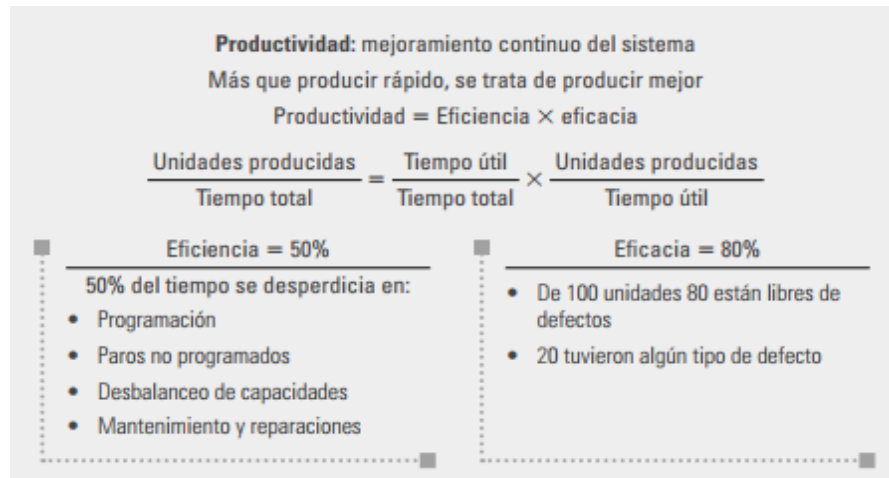 Productividad: mejoramiento continuo del sistema
Más que producir rápido, se trata de producir mejor
Productividad = Eficiencia × eficacia
Unidades producidas / Tiempo total = Tiempo útil / Tiempo total × Unidades producidas / Tiempo útil
Eficiencia = 50%
50% del tiempo se desperdicia en:
• Programación
• Paros no programados
• Desbalanceo de capacidades
• Mantenimiento y reparaciones
Eficacia = 80%
• De 100 unidades 80 están libres de
defectos
• 20 tuvieron algún tipo de defecto